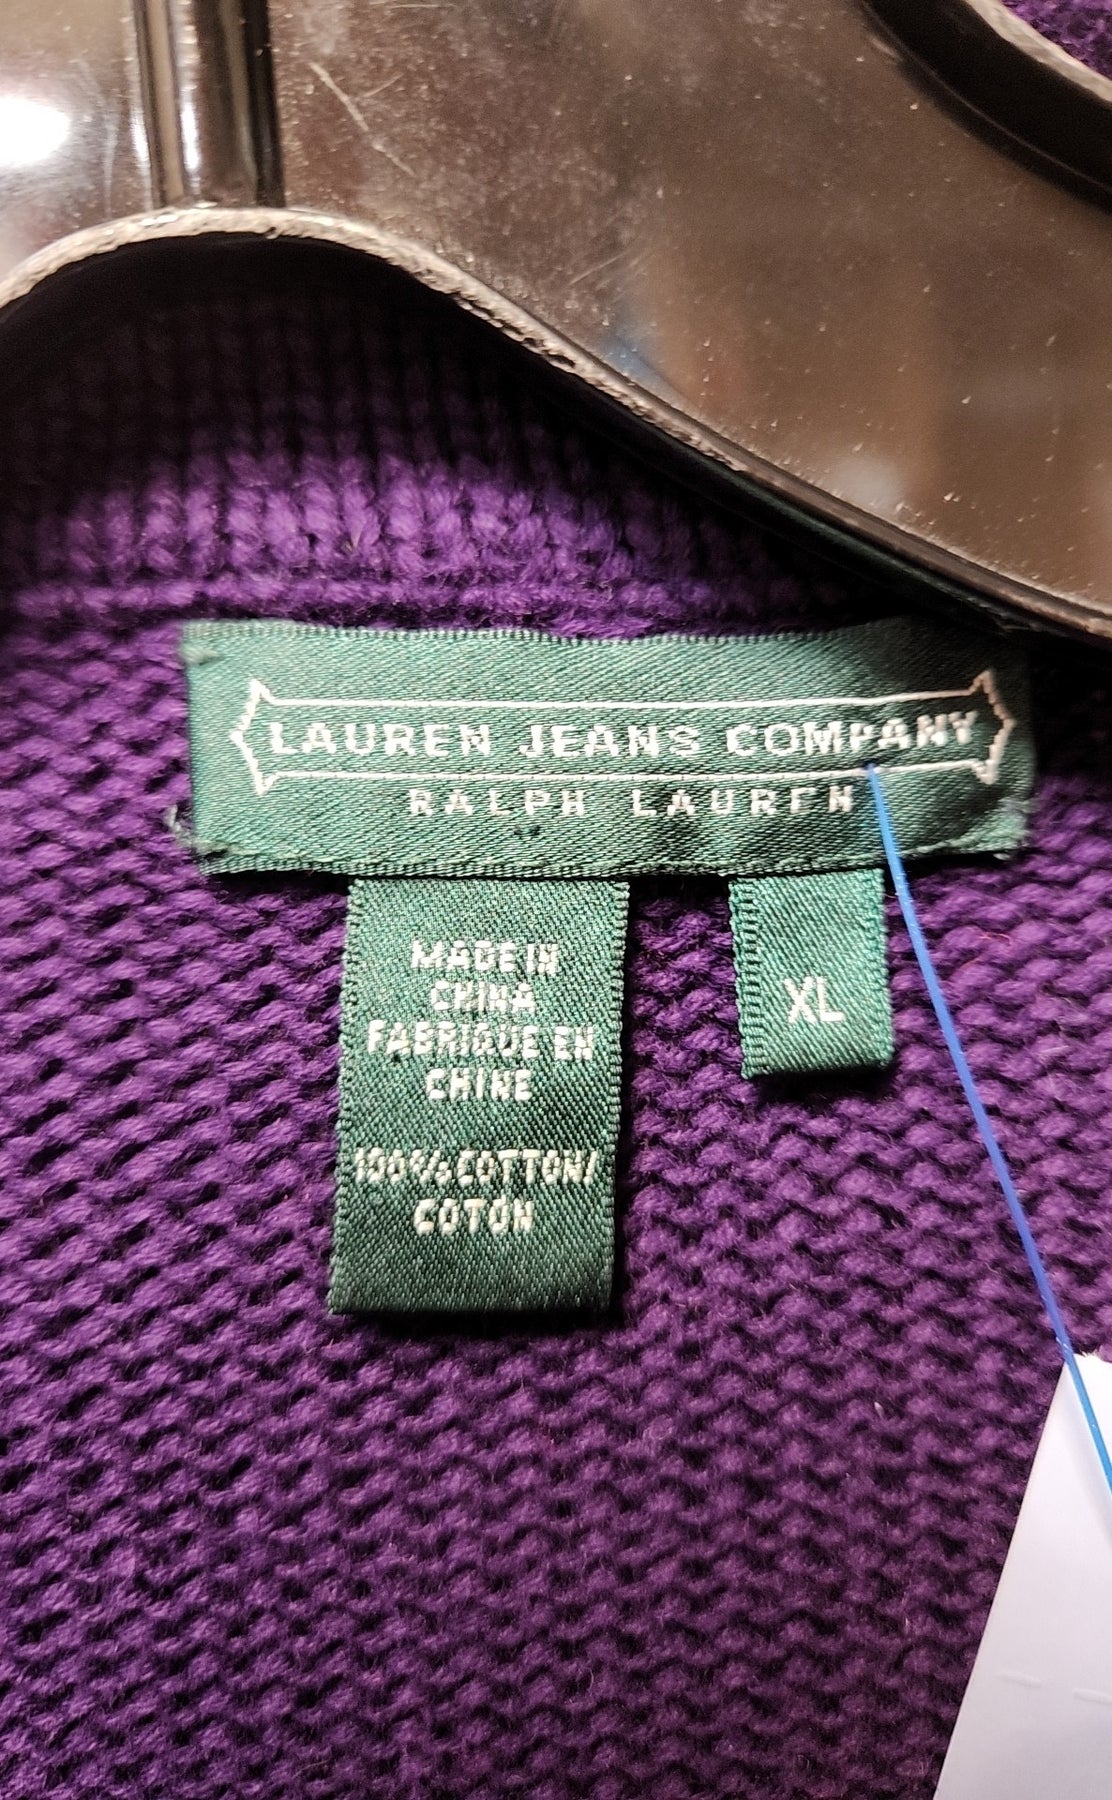 LAUREN JEANS COMPANY
RALPH LAUREN
MADE IN
CHINA
FABRIQUE EN
CHINE
100% COTTON/
COTON
XL